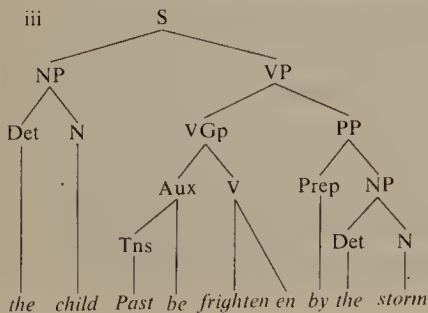 iii S
NP VP
Det N VGp PP
Aux V Prep NP
Tns Det N
the child Past be frighten en by the storm